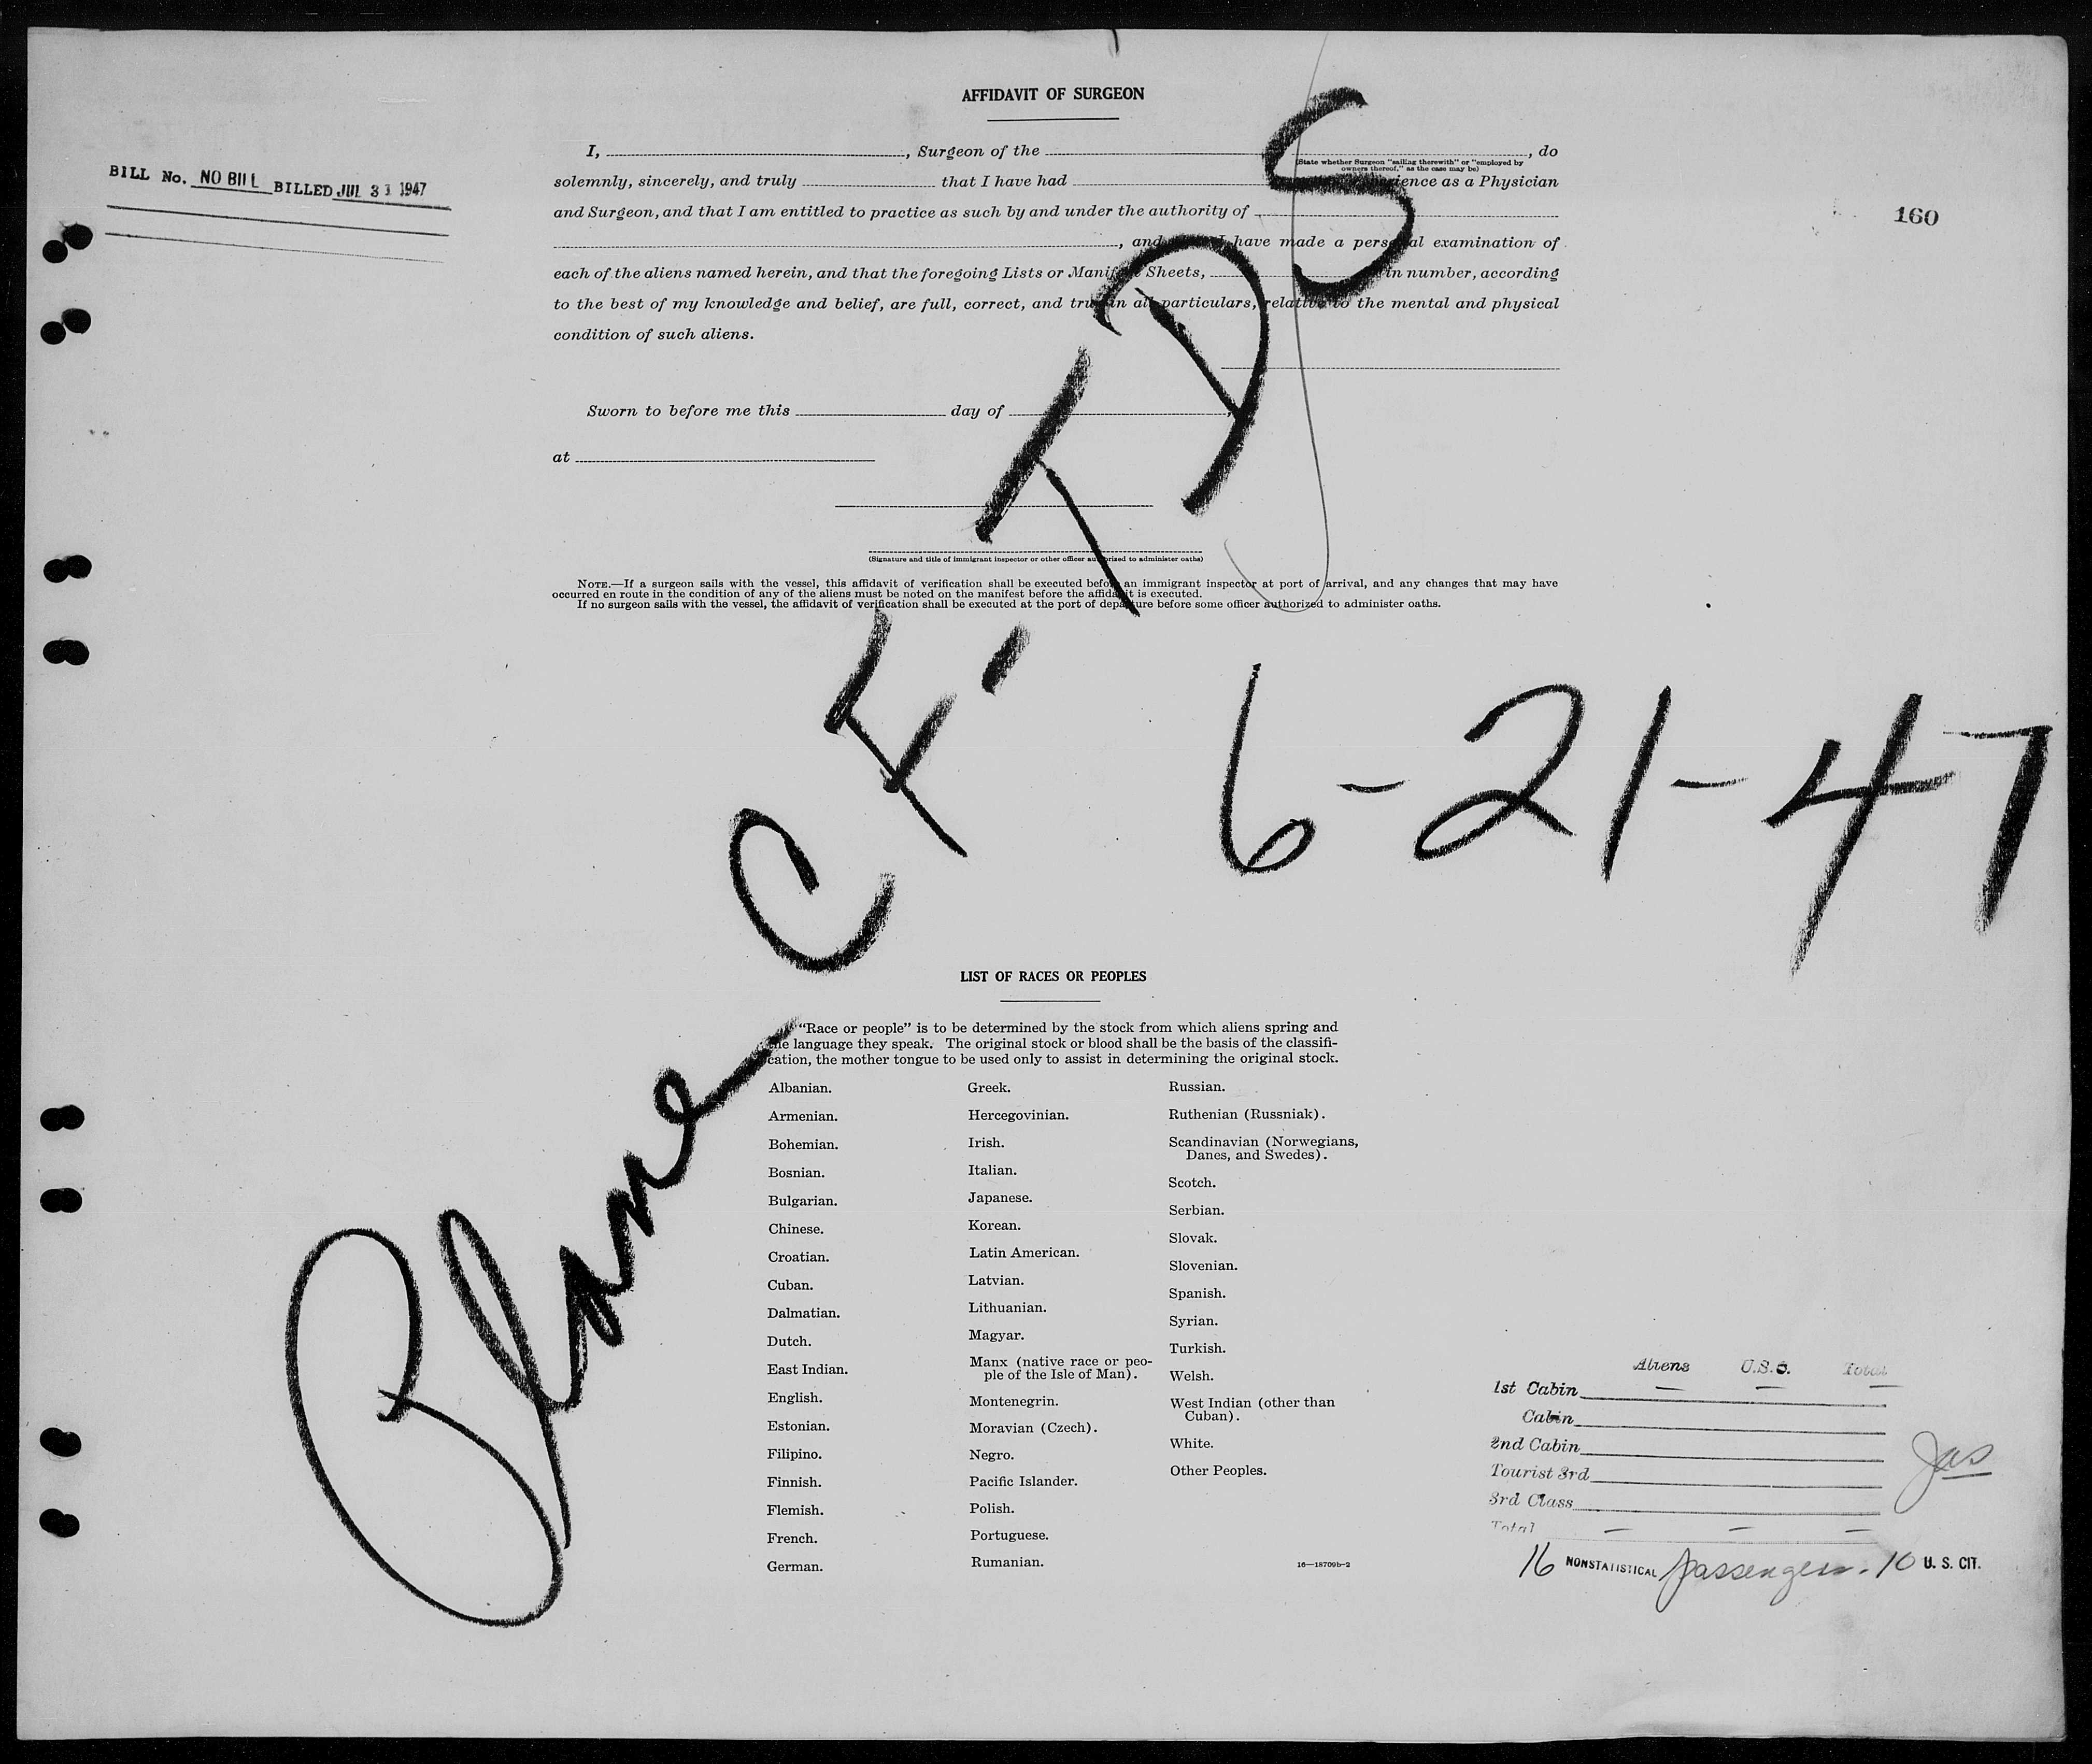 AFFIDAVIT OF SURGEON
I, , Surgeon of the , do
(State whether Surgeon "sailing therewith" or "employed by
owners thereof," as the case may be)
solemnly, sincerely, and truly that I have had experience as a Physician
and Surgeon, and that I am entitled to practice as such by and under the authority of
, and that I have made a personal examination of
each of the aliens named herein, and that the foregoing Lists or Manifest Sheets, in number, according
to the best of my knowledge and belief, are full, correct, and true in all particulars, relative to the mental and physical
condition of such aliens.
BILL No. NO BILL BILLED JUL 31 1947
160
Sworn to before me this day of ,
at
(Signature and title of immigrant inspector or other officer authorized to administer oaths)
NOTE.—If a surgeon sails with the vessel, this affidavit of verification shall be executed before an immigrant inspector at port of arrival, and any changes that may have
occurred en route in the condition of any of the aliens must be noted on the manifest before the affidavit is executed.
If no surgeon sails with the vessel, the affidavit of verification shall be executed at the port of departure before some officer authorized to administer oaths.
Plane CF-TDS
6-21-47
LIST OF RACES OR PEOPLES
"Race or people" is to be determined by the stock from which aliens spring and
the language they speak. The original stock or blood shall be the basis of the classifi-
cation, the mother tongue to be used only to assist in determining the original stock.
Albanian.
Armenian.
Bohemian.
Bosnian.
Bulgarian.
Chinese.
Croatian.
Cuban.
Dalmatian.
Dutch.
East Indian.
English.
Estonian.
Filipino.
Finnish.
Flemish.
French.
German.
Greek.
Hercegovinian.
Irish.
Italian.
Japanese.
Korean.
Latin American.
Latvian.
Lithuanian.
Magyar.
Manx (native race or peo-
ple of the Isle of Man).
Montenegrin.
Moravian (Czech).
Negro.
Pacific Islander.
Polish.
Portuguese.
Rumanian.
Russian.
Ruthenian (Russniak).
Scandinavian (Norwegians,
Danes, and Swedes).
Scotch.
Serbian.
Slovak.
Slovenian.
Spanish.
Syrian.
Turkish.
Welsh.
West Indian (other than
Cuban).
White.
Other Peoples.
16—18709b-2
Aliens U.S.C. Total
1st Cabin — — —
Cabin
2nd Cabin
Tourist 3rd
3rd Class
Total — — —
Jas
16 NONSTATISTICAL passengers. 10 U. S. CIT.